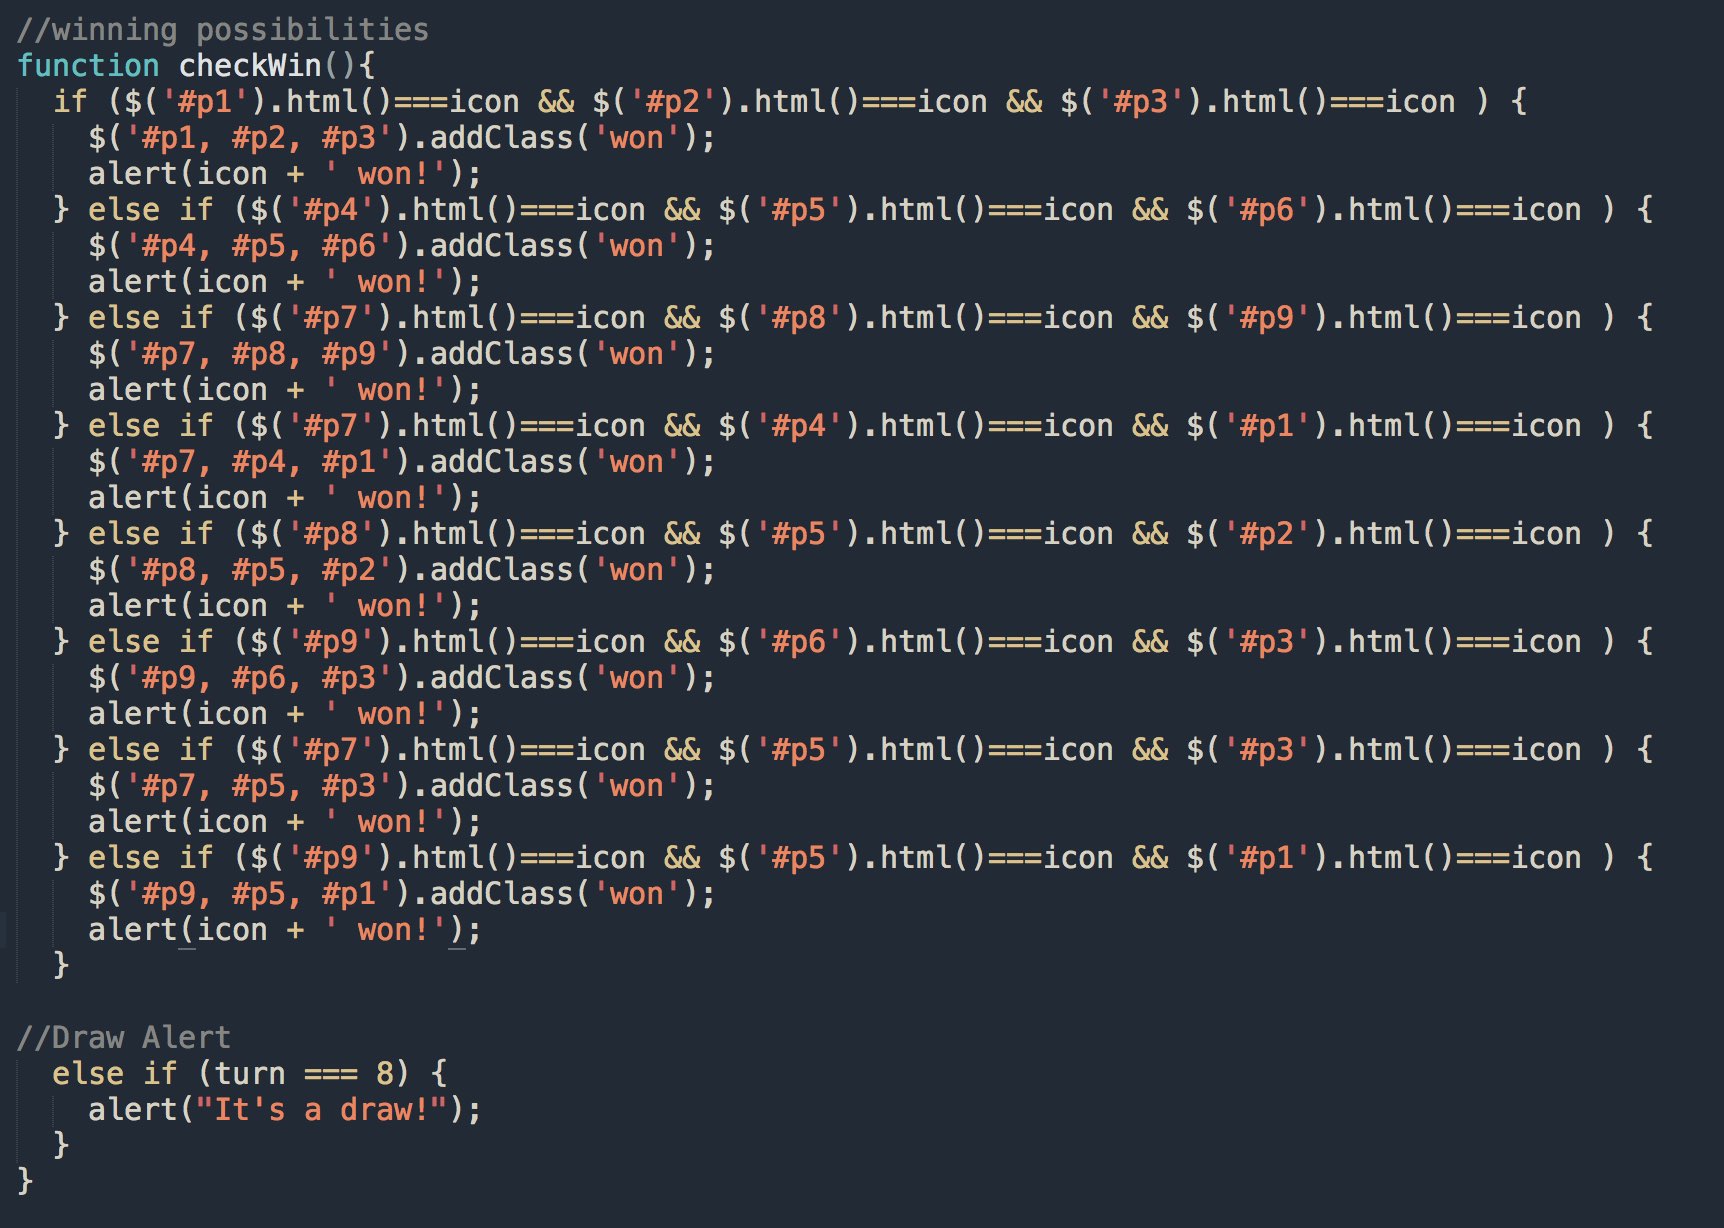 //winning possibilities
function checkWin(){
  if ($('#p1').html()===icon && $('#p2').html()===icon && $('#p3').html()===icon ) {
    $('#p1, #p2, #p3').addClass('won');
    alert(icon + ' won!');
  } else if ($('#p4').html()===icon && $('#p5').html()===icon && $('#p6').html()===icon ) {
    $('#p4, #p5, #p6').addClass('won');
    alert(icon + ' won!');
  } else if ($('#p7').html()===icon && $('#p8').html()===icon && $('#p9').html()===icon ) {
    $('#p7, #p8, #p9').addClass('won');
    alert(icon + ' won!');
  } else if ($('#p7').html()===icon && $('#p4').html()===icon && $('#p1').html()===icon ) {
    $('#p7, #p4, #p1').addClass('won');
    alert(icon + ' won!');
  } else if ($('#p8').html()===icon && $('#p5').html()===icon && $('#p2').html()===icon ) {
    $('#p8, #p5, #p2').addClass('won');
    alert(icon + ' won!');
  } else if ($('#p9').html()===icon && $('#p6').html()===icon && $('#p3').html()===icon ) {
    $('#p9, #p6, #p3').addClass('won');
    alert(icon + ' won!');
  } else if ($('#p7').html()===icon && $('#p5').html()===icon && $('#p3').html()===icon ) {
    $('#p7, #p5, #p3').addClass('won');
    alert(icon + ' won!');
  } else if ($('#p9').html()===icon && $('#p5').html()===icon && $('#p1').html()===icon ) {
    $('#p9, #p5, #p1').addClass('won');
    alert(icon + ' won!');
  }

//Draw Alert
  else if (turn === 8) {
    alert("It's a draw!");
  }
}